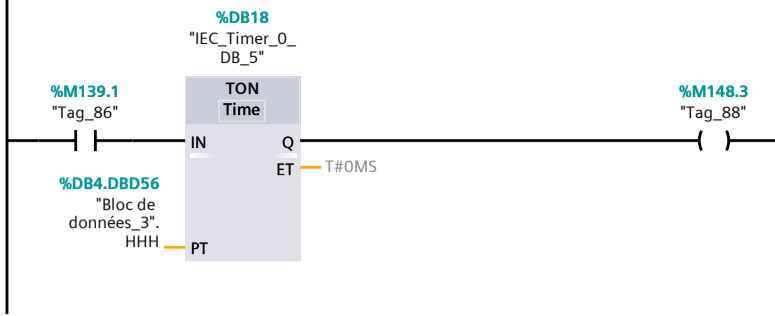 %DB18
"IEC_Timer_0_
DB_5"
%M139.1
"Tag_86"
TON
Time
%M148.3
"Tag_88"
IN
Q
ET
T#0MS
%DB4.DBD56
"Bloc de
données_3".
HHH
PT